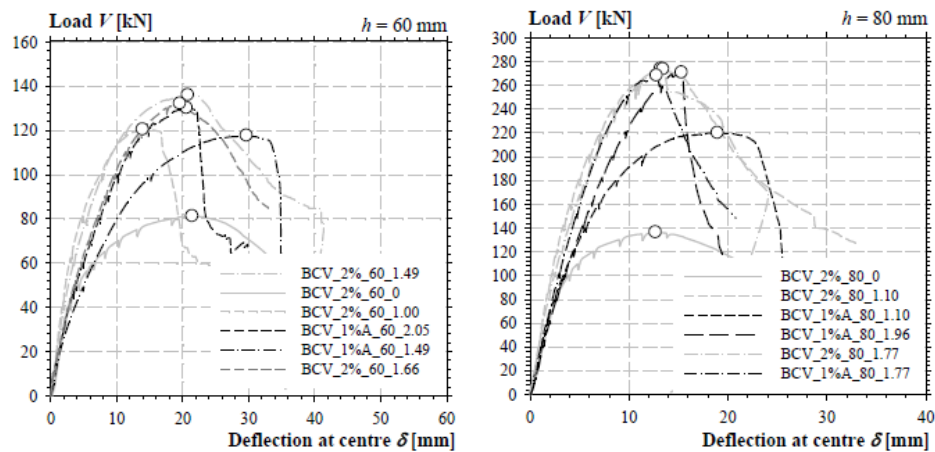 Load V [kN]
h = 60 mm
160
140
120
100
80
60
40
20
0
BCV_2%_60_1.49
BCV_2%_60_0
BCV_2%_60_1.00
BCV_1%A_60_2.05
BCV_1%A_60_1.49
BCV_2%_60_1.66
0 10 20 30 40 50 60
Deflection at centre δ [mm]
Load V [kN]
h = 80 mm
300
280
260
240
220
200
180
160
140
120
100
80
60
40
20
0
BCV_2%_80_0
BCV_2%_80_1.10
BCV_1%A_80_1.10
BCV_1%A_80_1.96
BCV_2%_80_1.77
BCV_1%A_80_1.77
0 10 20 30 40
Deflection at centre δ [mm]